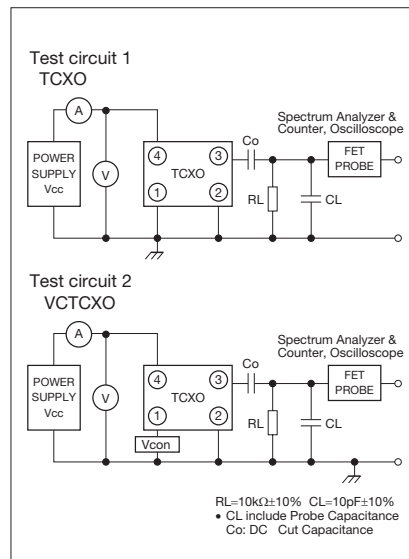 Test circuit 1
TCXO
A
POWER
SUPPLY
Vcc
V
4
3
TCXO
1
2
Co
RL
CL
Spectrum Analyzer &
Counter, Oscilloscope
FET
PROBE
Test circuit 2
VCTCXO
A
POWER
SUPPLY
Vcc
V
4
3
TCXO
1
2
Vcon
Co
RL
CL
Spectrum Analyzer &
Counter, Oscilloscope
FET
PROBE
RL=10kΩ±10% CL=10pF±10%
• CL include Probe Capacitance
Co: DC Cut Capacitance